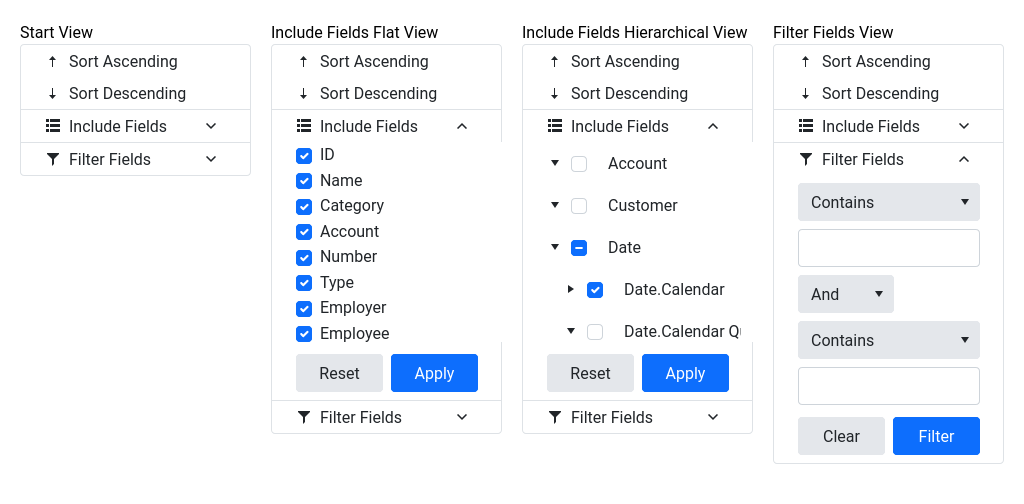 Start View
Sort Ascending
Sort Descending
Include Fields
Filter Fields
Include Fields Flat View
Sort Ascending
Sort Descending
Include Fields
ID
Name
Category
Account
Number
Type
Employer
Employee
Reset Apply
Filter Fields
Include Fields Hierarchical View
Sort Ascending
Sort Descending
Include Fields
Account
Customer
Date
Date.Calendar
Date.Calendar
Reset Apply
Filter Fields
Filter Fields View
Sort Ascending
Sort Descending
Include Fields
Filter Fields
Contains
And
Contains
Clear Filter